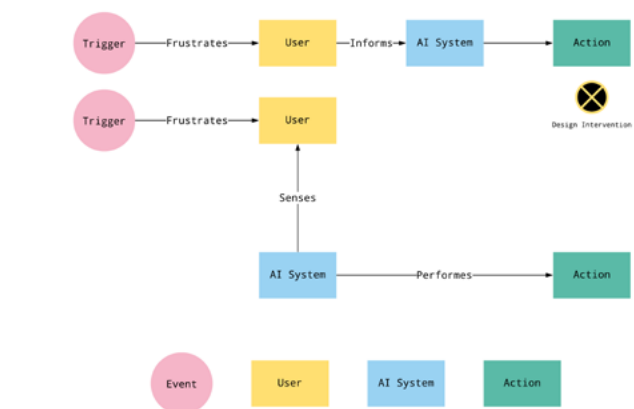 Trigger Frustrates User Informs AI System Action
Design Intervention
Trigger Frustrates User
Senses
AI System Performes Action
Event User AI System Action